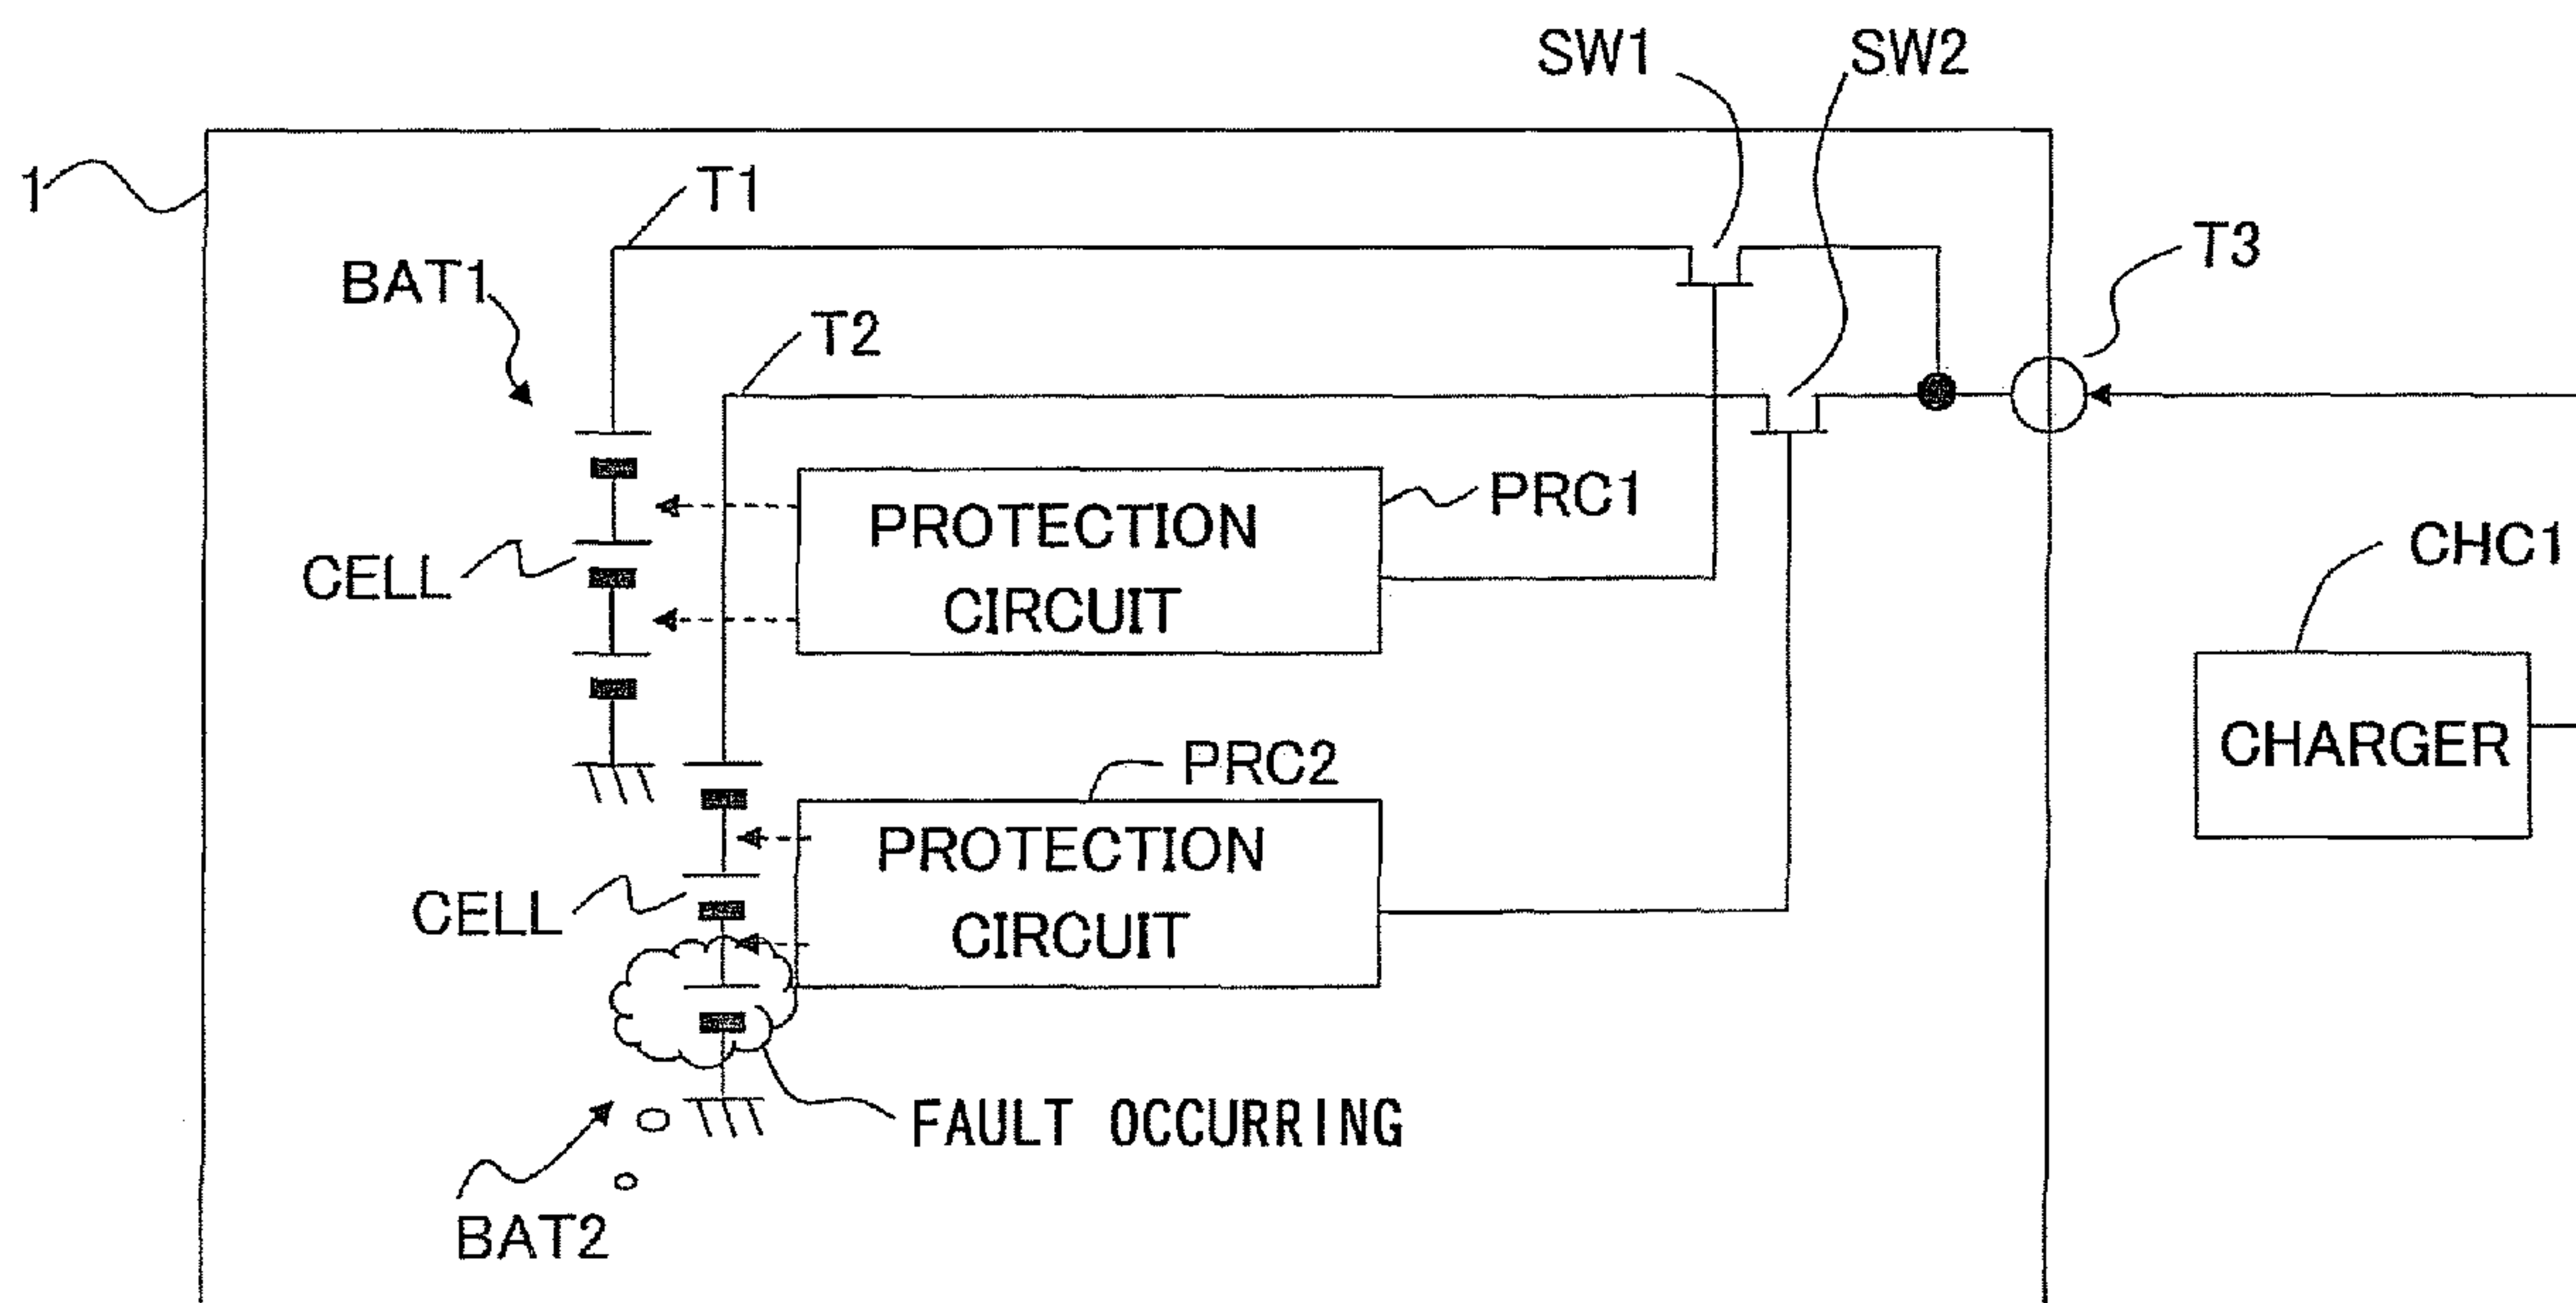 SW1
SW2
1
T1
T3
BAT1
T2
PRC1
PROTECTION
CIRCUIT
CHC1
CELL
CHARGER
PRC2
PROTECTION
CIRCUIT
CELL
FAULT OCCURRING
BAT2